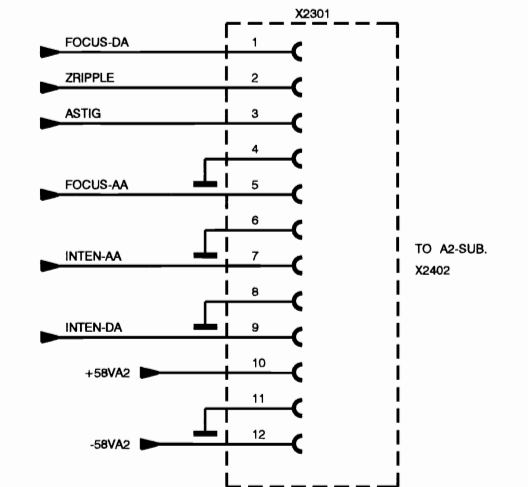 X2301
FOCUS-DA 1
ZRIPPLE 2
ASTIG 3
4
FOCUS-AA 5
6
INTEN-AA 7
TO A2-SUB.
X2402
8
INTEN-DA 9
+58VA2 10
11
-58VA2 12